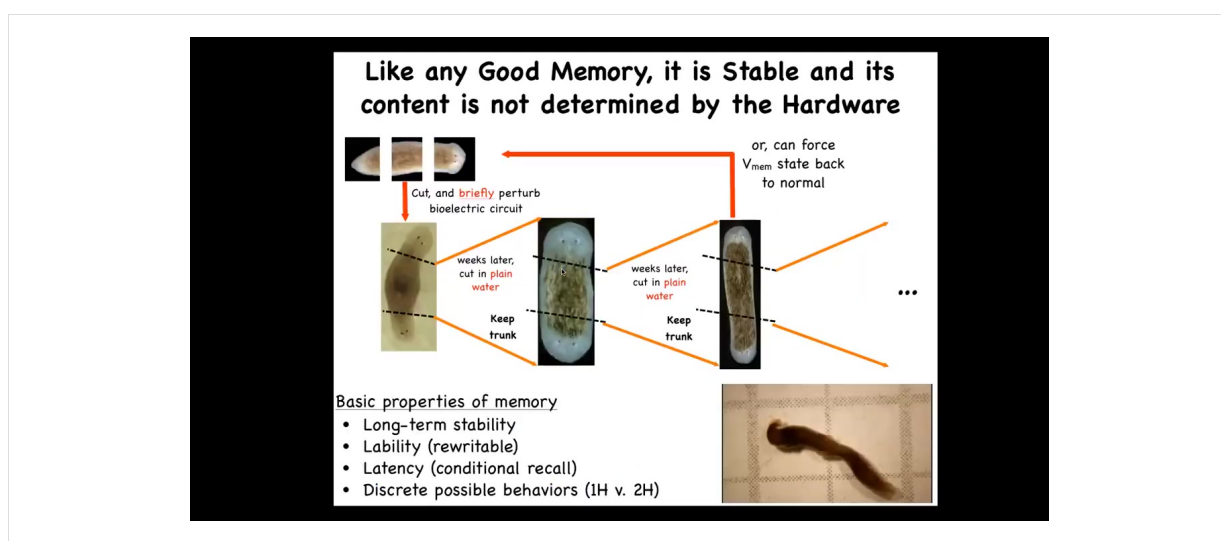 Like any Good Memory, it is Stable and its
content is not determined by the Hardware
or, can force
Vmem state back
to normal
Cut, and briefly perturb
bioelectric circuit
weeks later,
cut in plain
water
Keep
trunk
weeks later,
cut in plain
water
Keep
trunk
...
Basic properties of memory
• Long-term stability
• Lability (rewritable)
• Latency (conditional recall)
• Discrete possible behaviors (1H v. 2H)